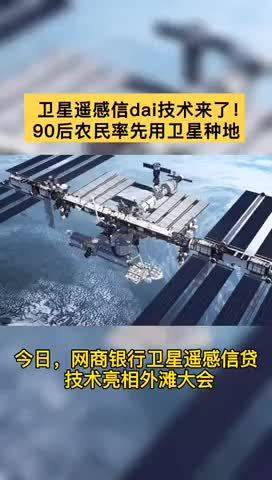 卫星遥感信dai技术来了！
90后农民率先用卫星种地
今日，网商银行卫星遥感信贷
技术亮相外滩大会